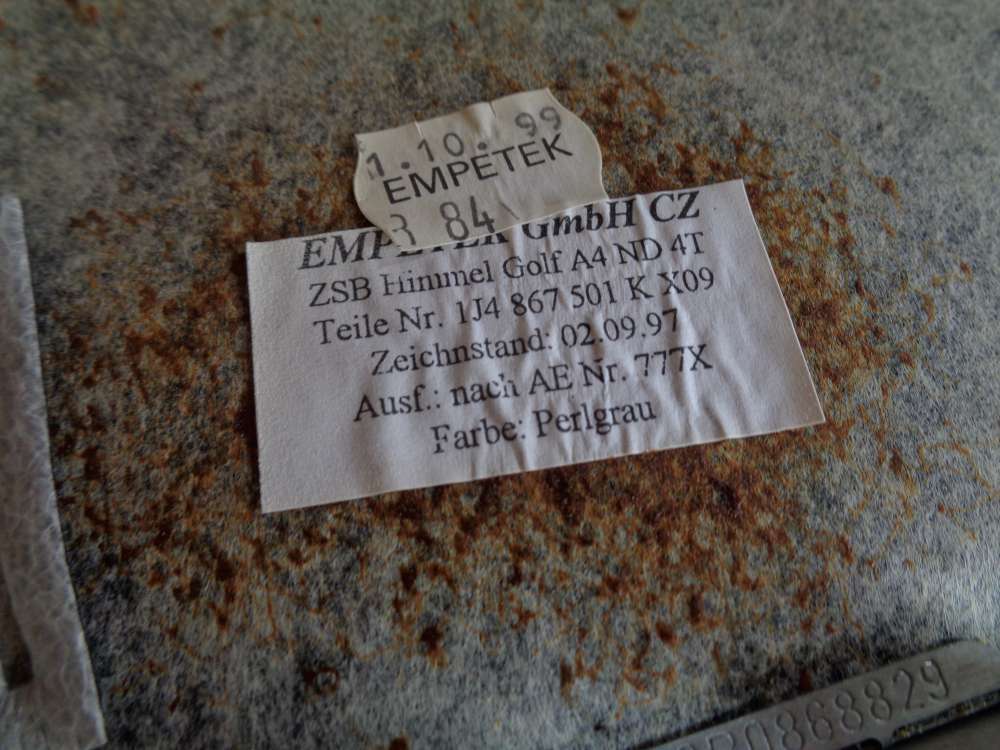 1.10.99
EMPETEK
3 84
EMPETEK GmbH CZ
ZSB Himmel Golf A4 ND 4T
Teile Nr. 1J4 867 501 K X09
Zeichnstand: 02.09.97
Ausf.: nach AE Nr. 777X
Farbe: Perlgrau